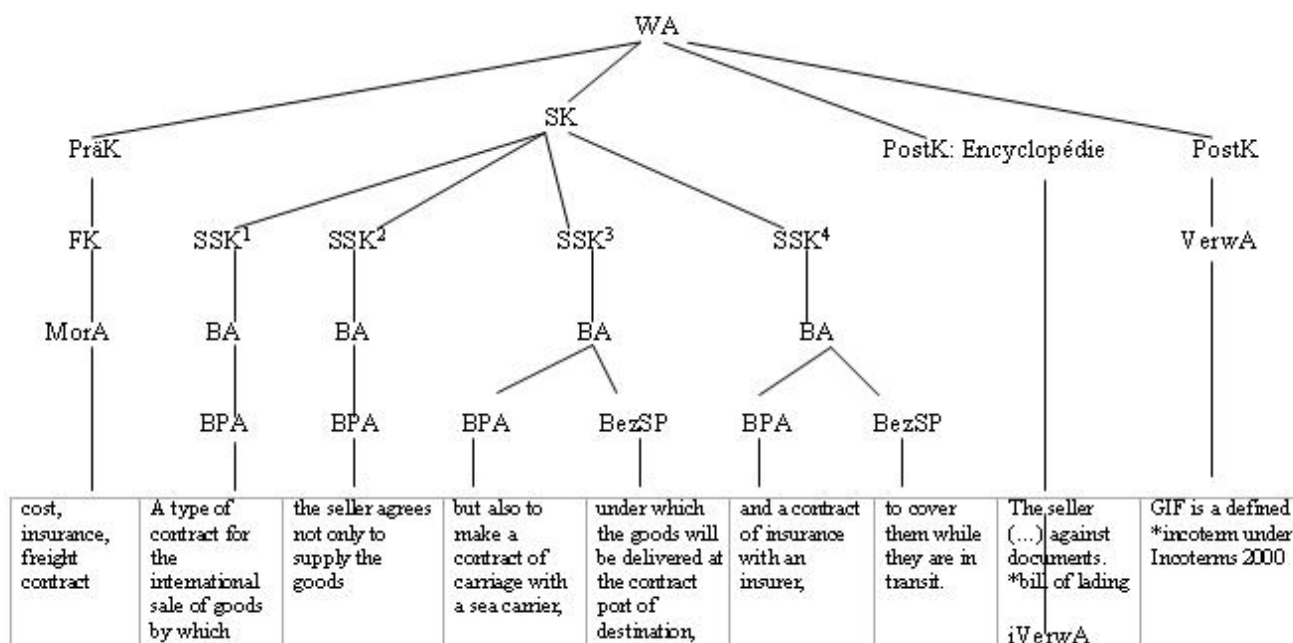 WA
SK
PräK
PostK: Encyclopédie
PostK
FK
SSK1
SSK2
SSK3
SSK4
VerwA
MorA
BA
BA
BA
BA
BPA
BPA
BPA
BezSP
BPA
BezSP
cost,
insurance,
freight
contract
A type of
contract for
the
international
sale of goods
by which
the seller agrees
not only to
supply the
goods
but also to
make a
contract of
carriage with
a sea carrier,
under which
the goods will
be delivered at
the contract
port of
destination,
and a contract
of insurance
with an
insurer,
to cover
them while
they are in
transit.
The seller
(...) against
documents.
*bill of lading
iVerwA
GIF is a defined
*incoterm under
Incoterms 2000